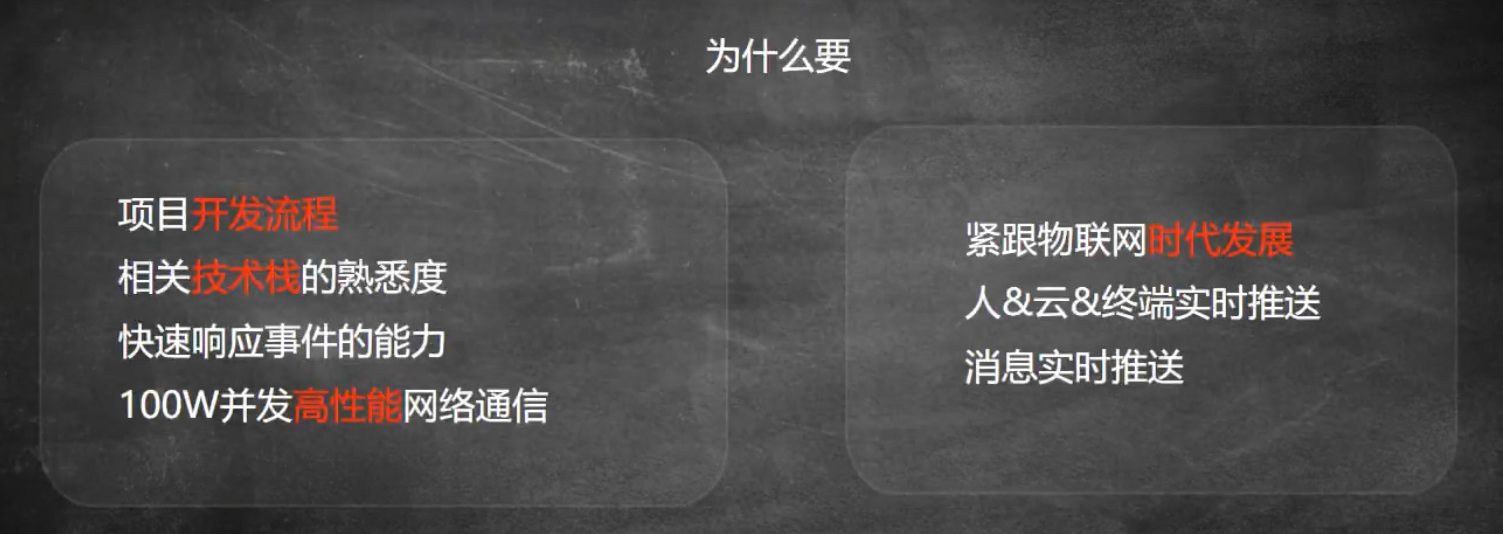 为什么要
项目开发流程
相关技术栈的熟悉度
快速响应事件的能力
100W并发高性能网络通信
紧跟物联网时代发展
人&云&终端实时推送
消息实时推送